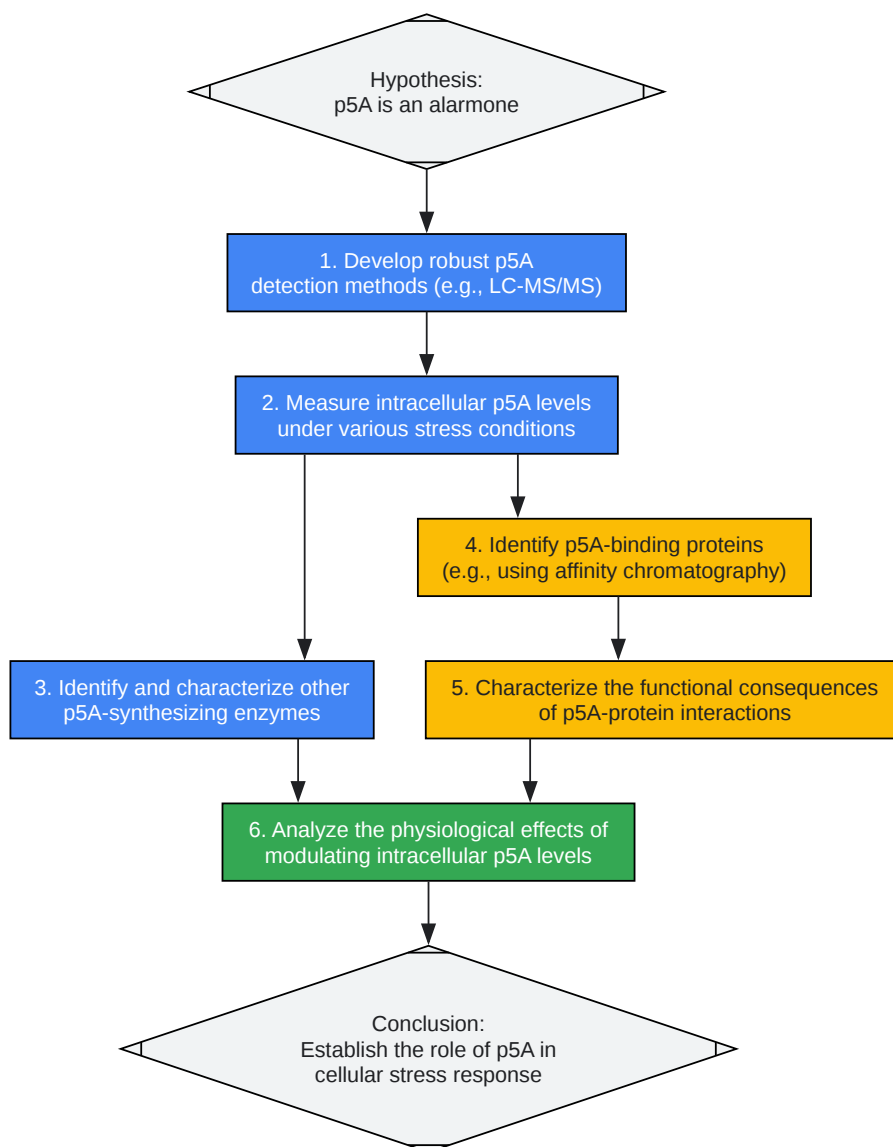 Hypothesis:
p5A is an alarmone
1. Develop robust p5A
detection methods (e.g., LC-MS/MS)
2. Measure intracellular p5A levels
under various stress conditions
4. Identify p5A-binding proteins
(e.g., using affinity chromatography)
3. Identify and characterize other
p5A-synthesizing enzymes
5. Characterize the functional consequences
of p5A-protein interactions
6. Analyze the physiological effects of
modulating intracellular p5A levels
Conclusion:
Establish the role of p5A in
cellular stress response